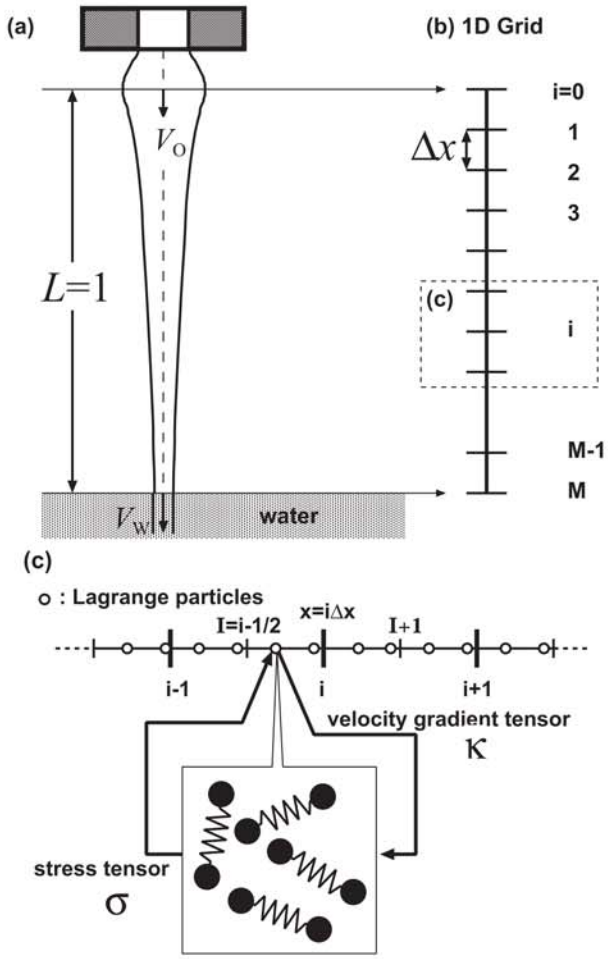 (a)
(b) 1D Grid
i=0
V_O
1
Δx
2
3
L=1
(c)
i
M-1
M
V_W
water
(c)
o : Lagrange particles
x=iΔx
I=i-1/2
I+1
i-1
i
i+1
velocity gradient tensor
κ
stress tensor
σ